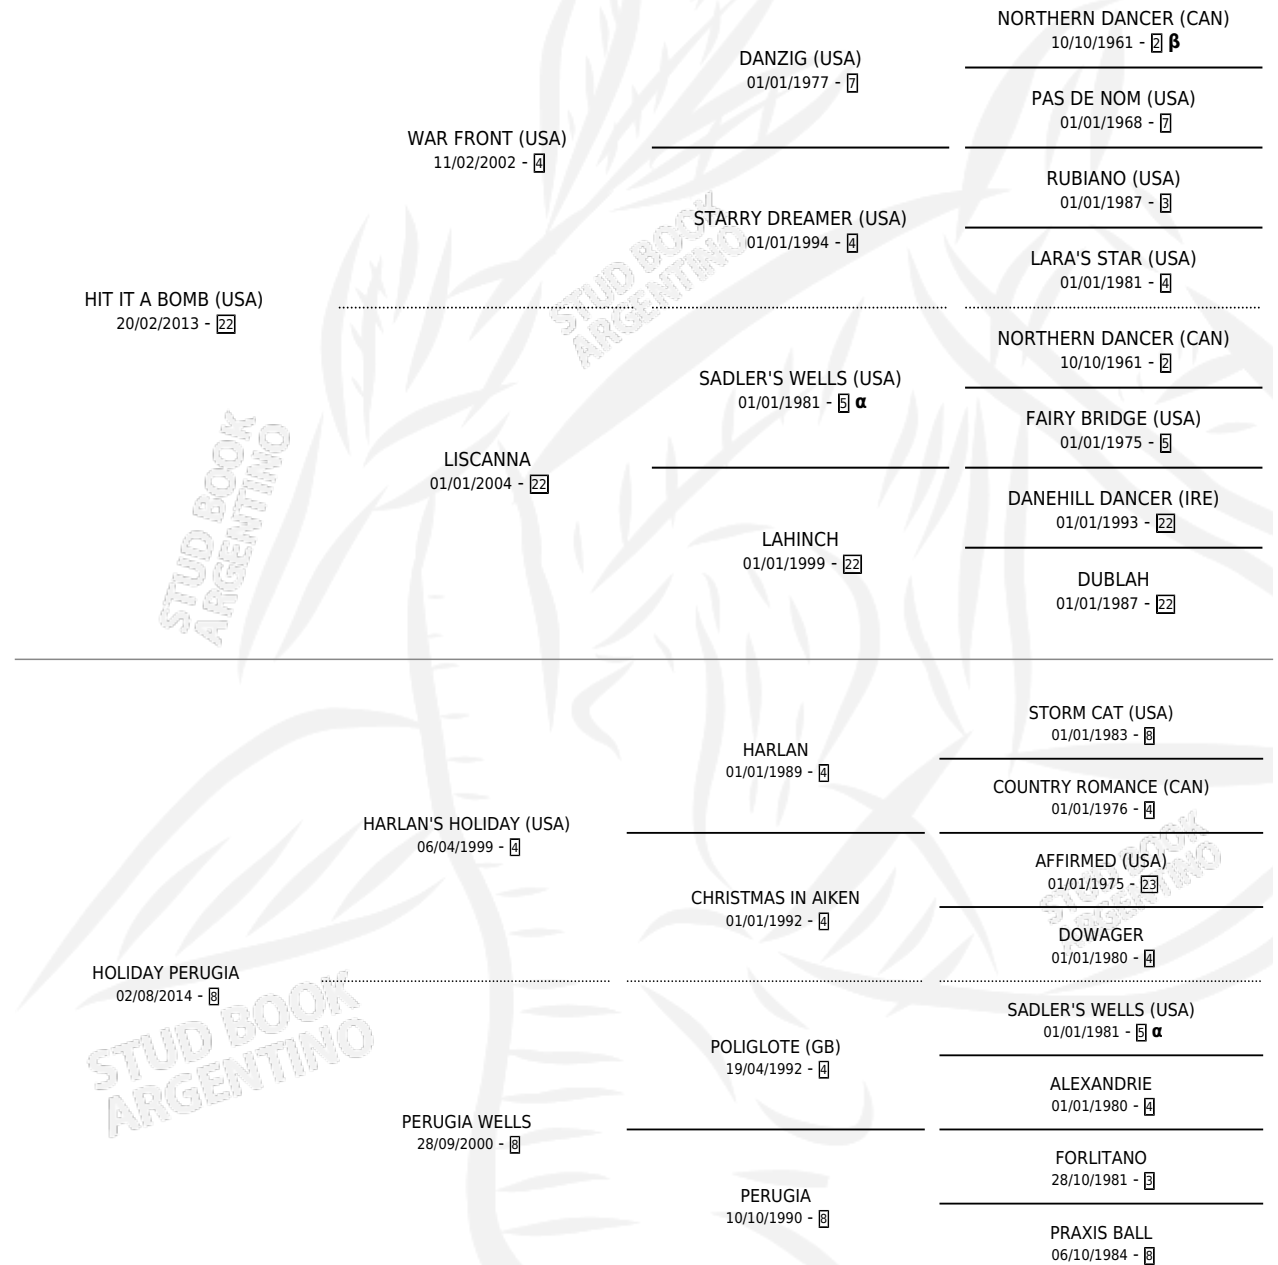 NORTHERN DANCER (CAN)
10/10/1961 - 2 β
DANZIG (USA)
01/01/1977 - 7
PAS DE NOM (USA)
01/01/1968 - 7
WAR FRONT (USA)
11/02/2002 - 4
RUBIANO (USA)
01/01/1987 - 3
STARRY DREAMER (USA)
01/01/1994 - 4
LARA'S STAR (USA)
01/01/1981 - 4
HIT IT A BOMB (USA)
20/02/2013 - 22
NORTHERN DANCER (CAN)
10/10/1961 - 2
SADLER'S WELLS (USA)
01/01/1981 - 5 α
FAIRY BRIDGE (USA)
01/01/1975 - 5
LISCANNA
01/01/2004 - 22
DANEHILL DANCER (IRE)
01/01/1993 - 22
LAHINCH
01/01/1999 - 22
DUBLAH
01/01/1987 - 22
STORM CAT (USA)
01/01/1983 - 8
HARLAN
01/01/1989 - 4
COUNTRY ROMANCE (CAN)
01/01/1976 - 4
HARLAN'S HOLIDAY (USA)
06/04/1999 - 4
AFFIRMED (USA)
01/01/1975 - 23
CHRISTMAS IN AIKEN
01/01/1992 - 4
DOWAGER
01/01/1980 - 4
HOLIDAY PERUGIA
02/08/2014 - 8
SADLER'S WELLS (USA)
01/01/1981 - 5 α
POLIGLOTE (GB)
19/04/1992 - 4
ALEXANDRIE
01/01/1980 - 4
PERUGIA WELLS
28/09/2000 - 8
FORLITANO
28/10/1981 - 3
PERUGIA
10/10/1990 - 8
PRAXIS BALL
06/10/1984 - 8
STUD BOOK
ARGENTINO
STUD BOOK
ARGENTINO
STUD BOOK
ARGENTINO
STUD BOOK
ARGENTINO